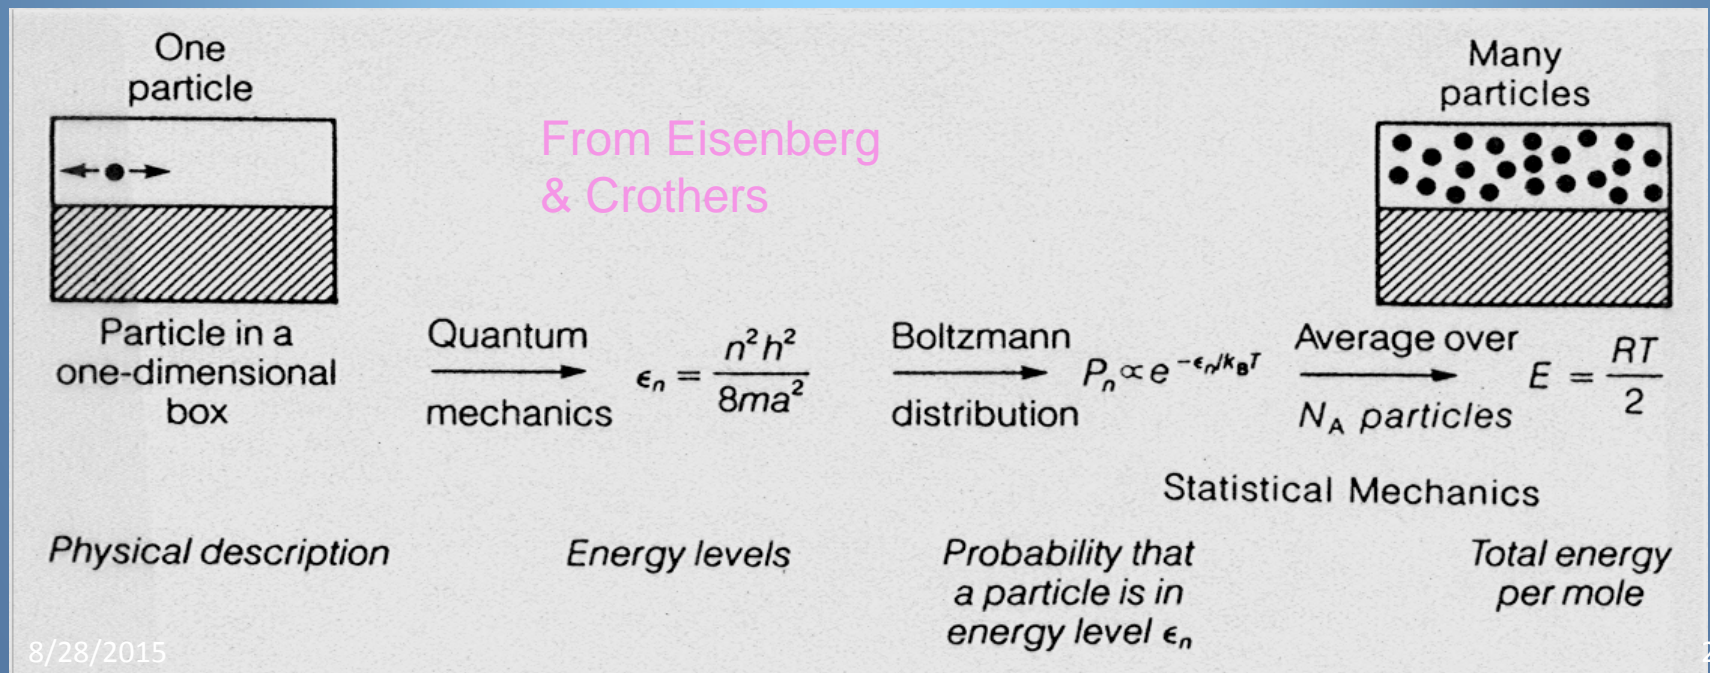 One
particle
From Eisenberg
& Crothers
Many
particles
Particle in a
one-dimensional
box
Quantum
mechanics
εₙ = n²h² / 8ma²
Boltzmann
distribution
Pₙ ∝ e^(-εₙ/k_BT)
Average over
N_A particles
E = RT / 2
Statistical Mechanics
Physical description
Energy levels
Probability that
a particle is in
energy level εₙ
Total energy
per mole
8/28/2015